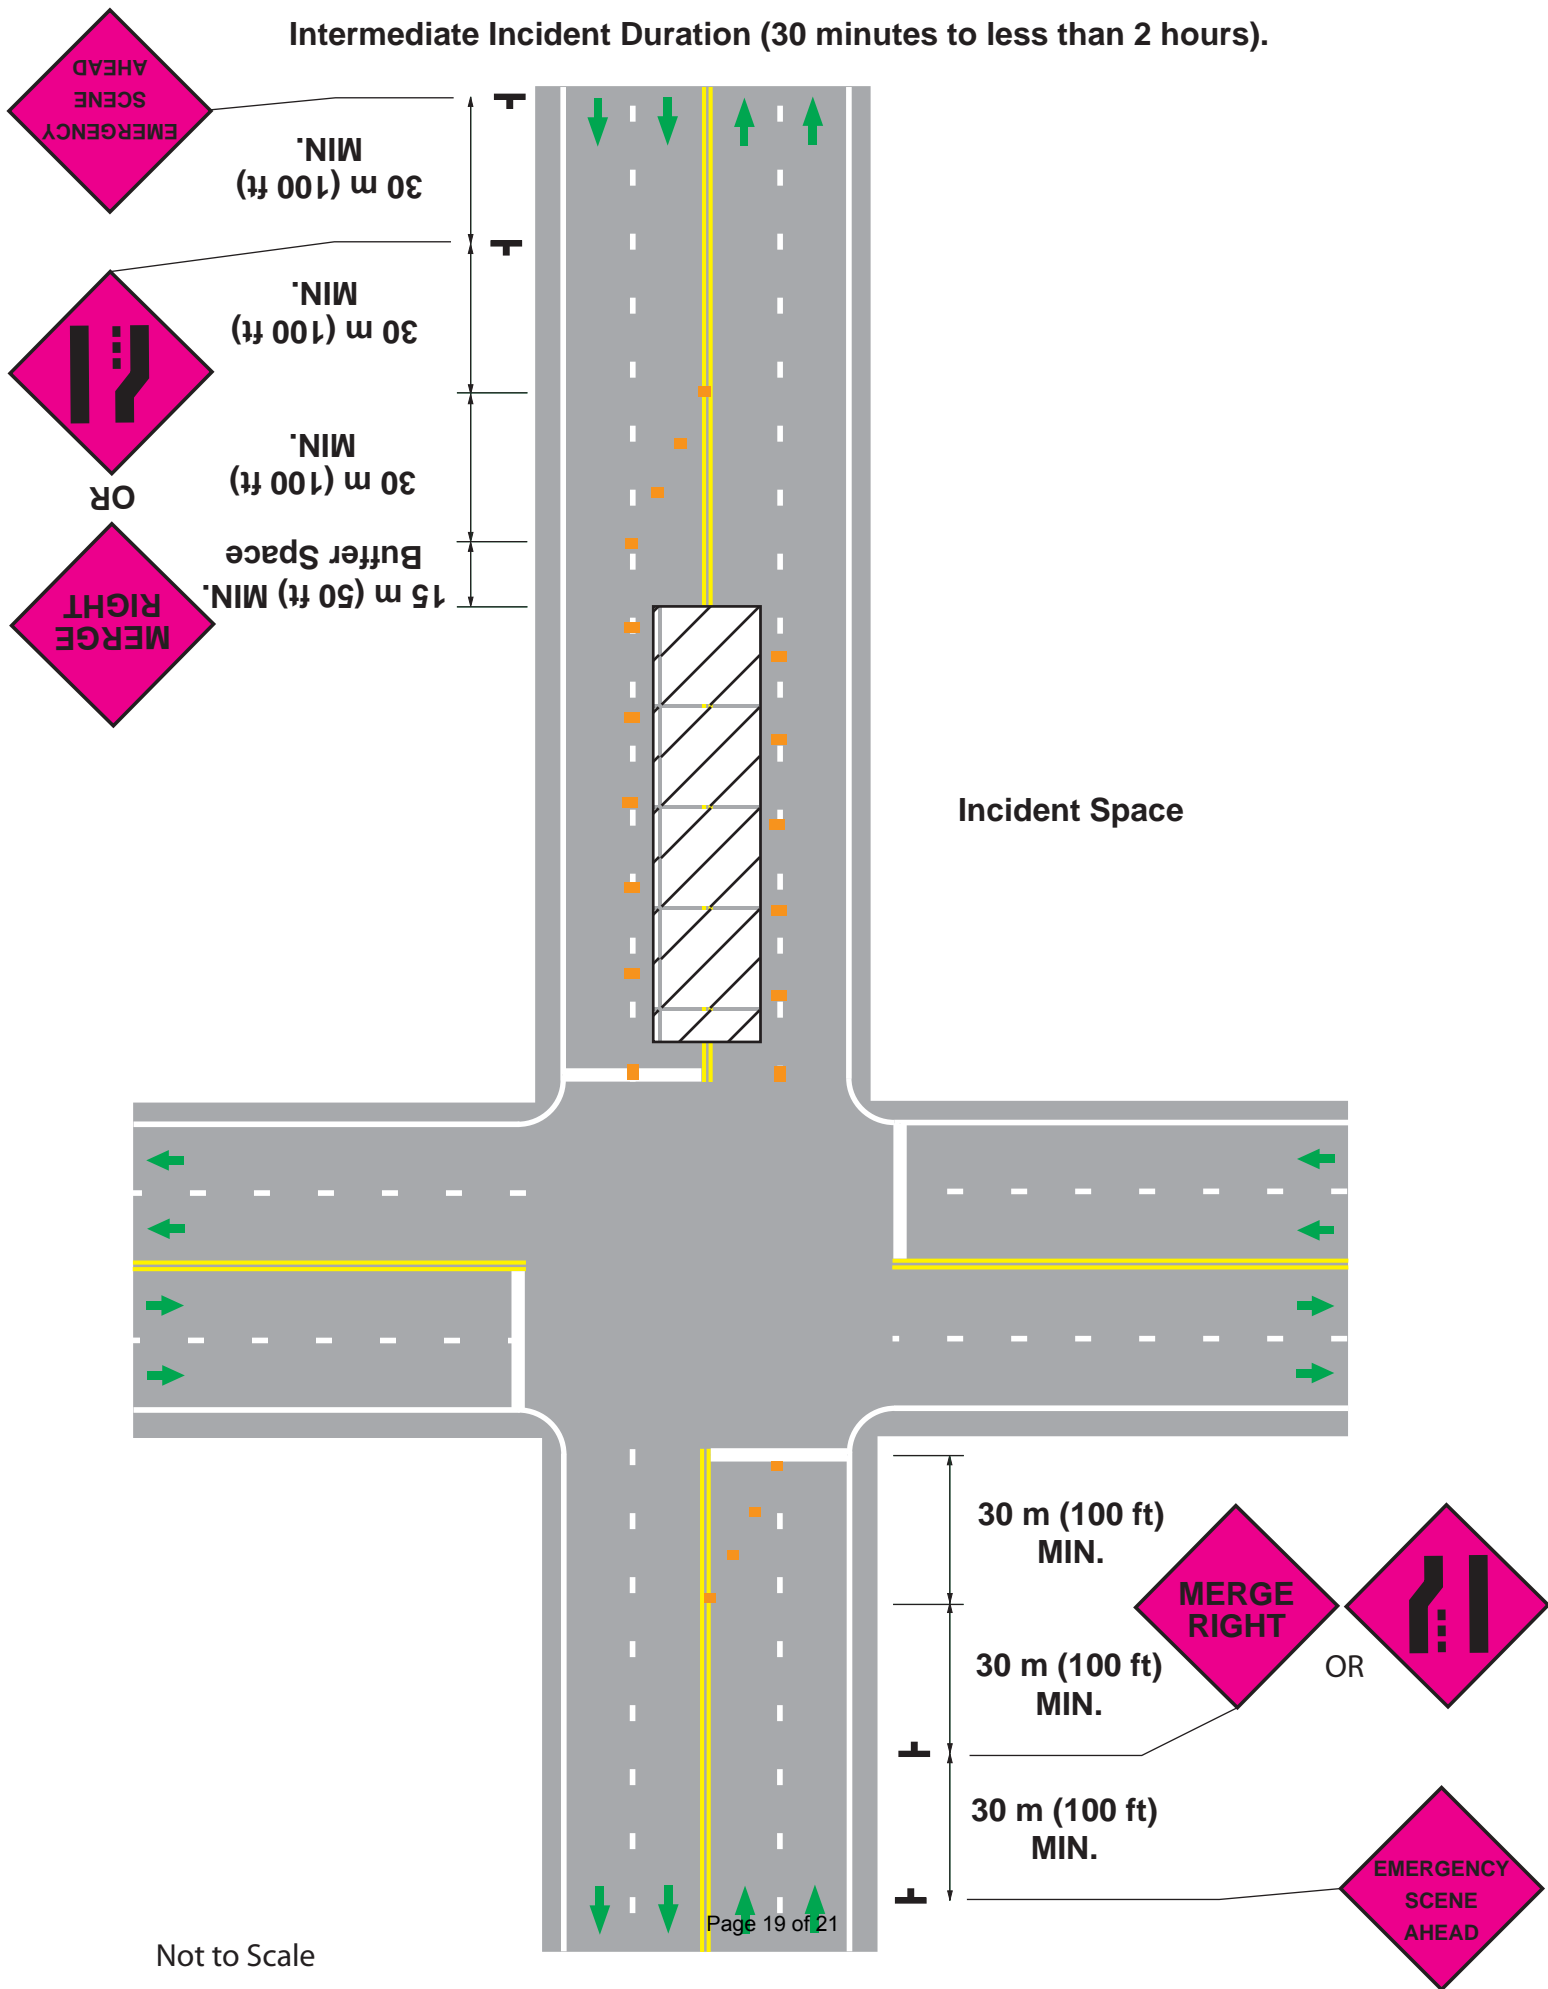 Intermediate Incident Duration (30 minutes to less than 2 hours).
EMERGENCY
SCENE
AHEAD
30 m (100 ft)
MIN.
30 m (100 ft)
MIN.
30 m (100 ft)
MIN.
OR
15 m (50 ft) MIN.
Buffer Space
MERGE
RIGHT
Incident Space
30 m (100 ft)
MIN.
MERGE
RIGHT
OR
30 m (100 ft)
MIN.
30 m (100 ft)
MIN.
EMERGENCY
SCENE
AHEAD
Page 19 of 21
Not to Scale